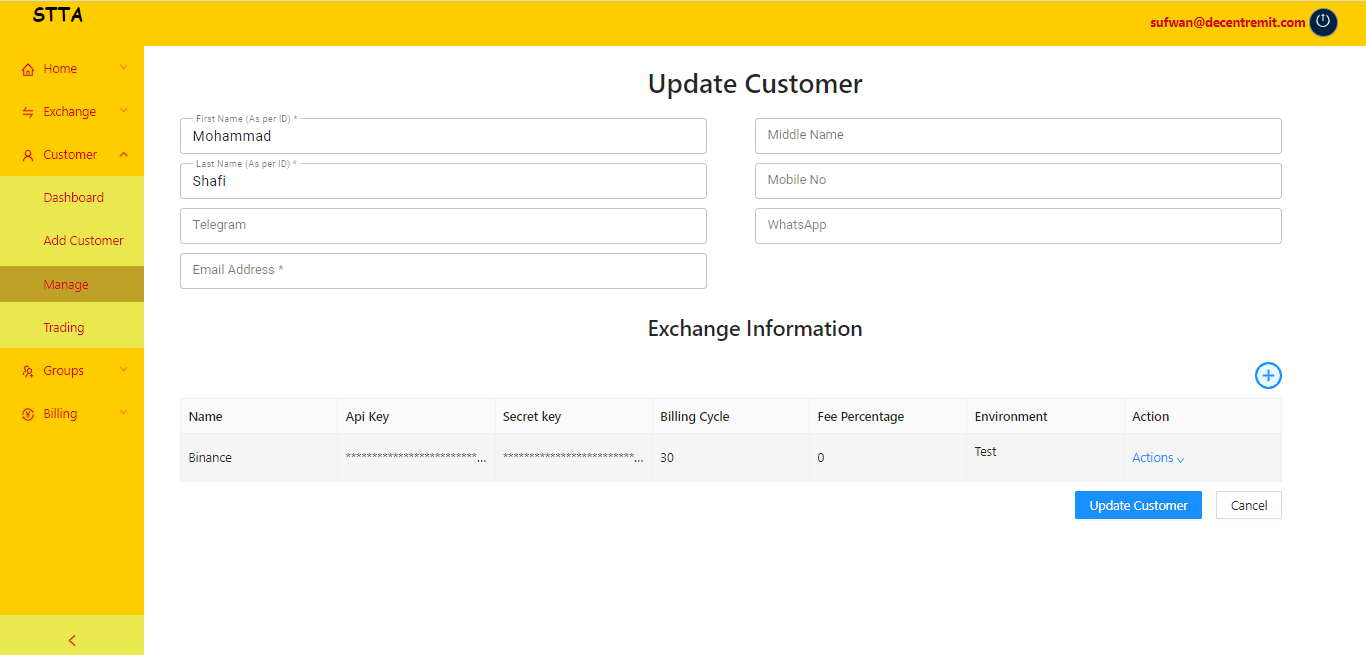 STTA
sufwan@decentremit.com
Home
Exchange
Customer
Dashboard
Add Customer
Manage
Trading
Groups
Billing
Update Customer
First Name (As per ID) *
Mohammad
Middle Name
Last Name (As per ID) *
Shafi
Mobile No
Telegram
WhatsApp
Email Address *
Exchange Information
Name Api Key Secret key Billing Cycle Fee Percentage Environment Action
Binance *************************... *************************... 30 0 Test Actions
Update Customer Cancel